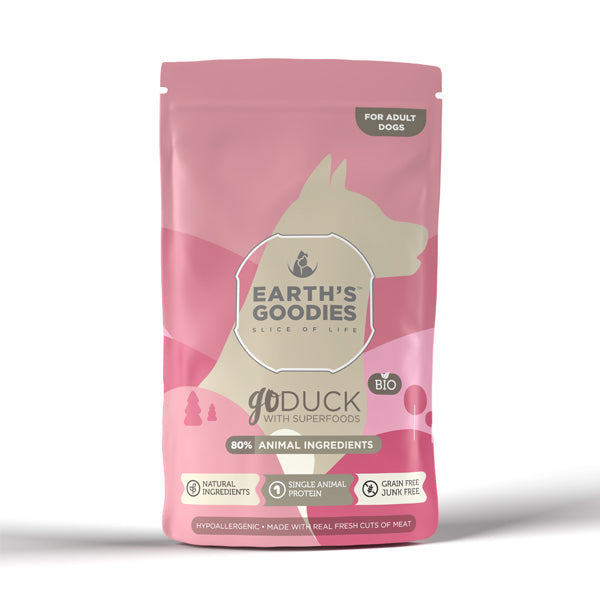 FOR ADULT
DOGS
EARTH'S™
GOODIES
SLICE OF LIFE
BIO
goDUCK
WITH SUPERFOODS
80% ANIMAL INGREDIENTS
NATURAL
INGREDIENTS
SINGLE ANIMAL
PROTEIN
GRAIN FREE
JUNK FREE
HYPOALLERGENIC • MADE WITH REAL FRESH CUTS OF MEAT